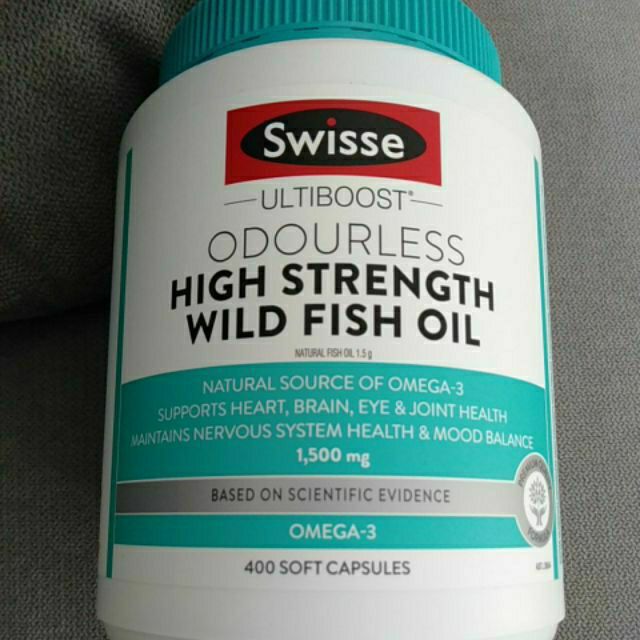 Swisse
ULTIBOOST®
ODOURLESS
HIGH STRENGTH
WILD FISH OIL
NATURAL FISH OIL 1.5 g
NATURAL SOURCE OF OMEGA-3
SUPPORTS HEART, BRAIN, EYE & JOINT HEALTH
MAINTAINS NERVOUS SYSTEM HEALTH & MOOD BALANCE
1,500 mg
BASED ON SCIENTIFIC EVIDENCE
OMEGA-3
400 SOFT CAPSULES